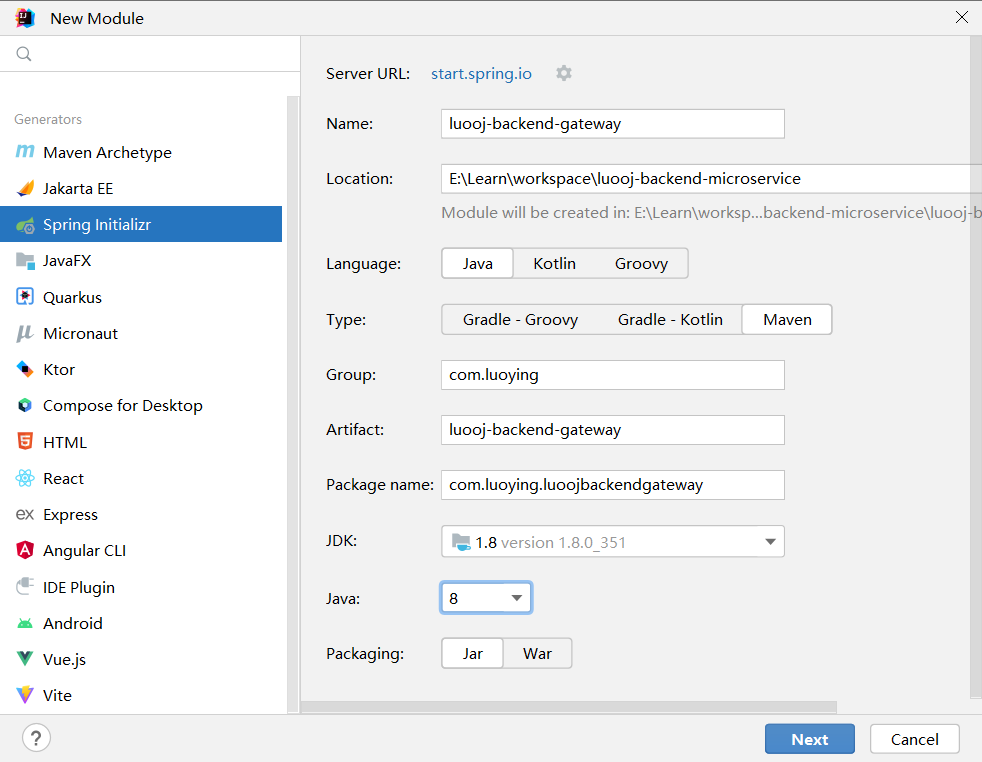 New Module
Generators
Maven Archetype
Jakarta EE
Spring Initializr
JavaFX
Quarkus
Micronaut
Ktor
Compose for Desktop
HTML
React
ex Express
Angular CLI
IDE Plugin
Android
Vue.js
Vite
Server URL: start.spring.io
Name: luooj-backend-gateway
Location: E:\Learn\workspace\luooj-backend-microservice
Module will be created in: E:\Learn\worksp...backend-microservice\luooj-b
Language: Java Kotlin Groovy
Type: Gradle - Groovy Gradle - Kotlin Maven
Group: com.luoying
Artifact: luooj-backend-gateway
Package name: com.luoying.luoojbackendgateway
JDK: 1.8 version 1.8.0_351
Java: 8
Packaging: Jar War
? Next Cancel